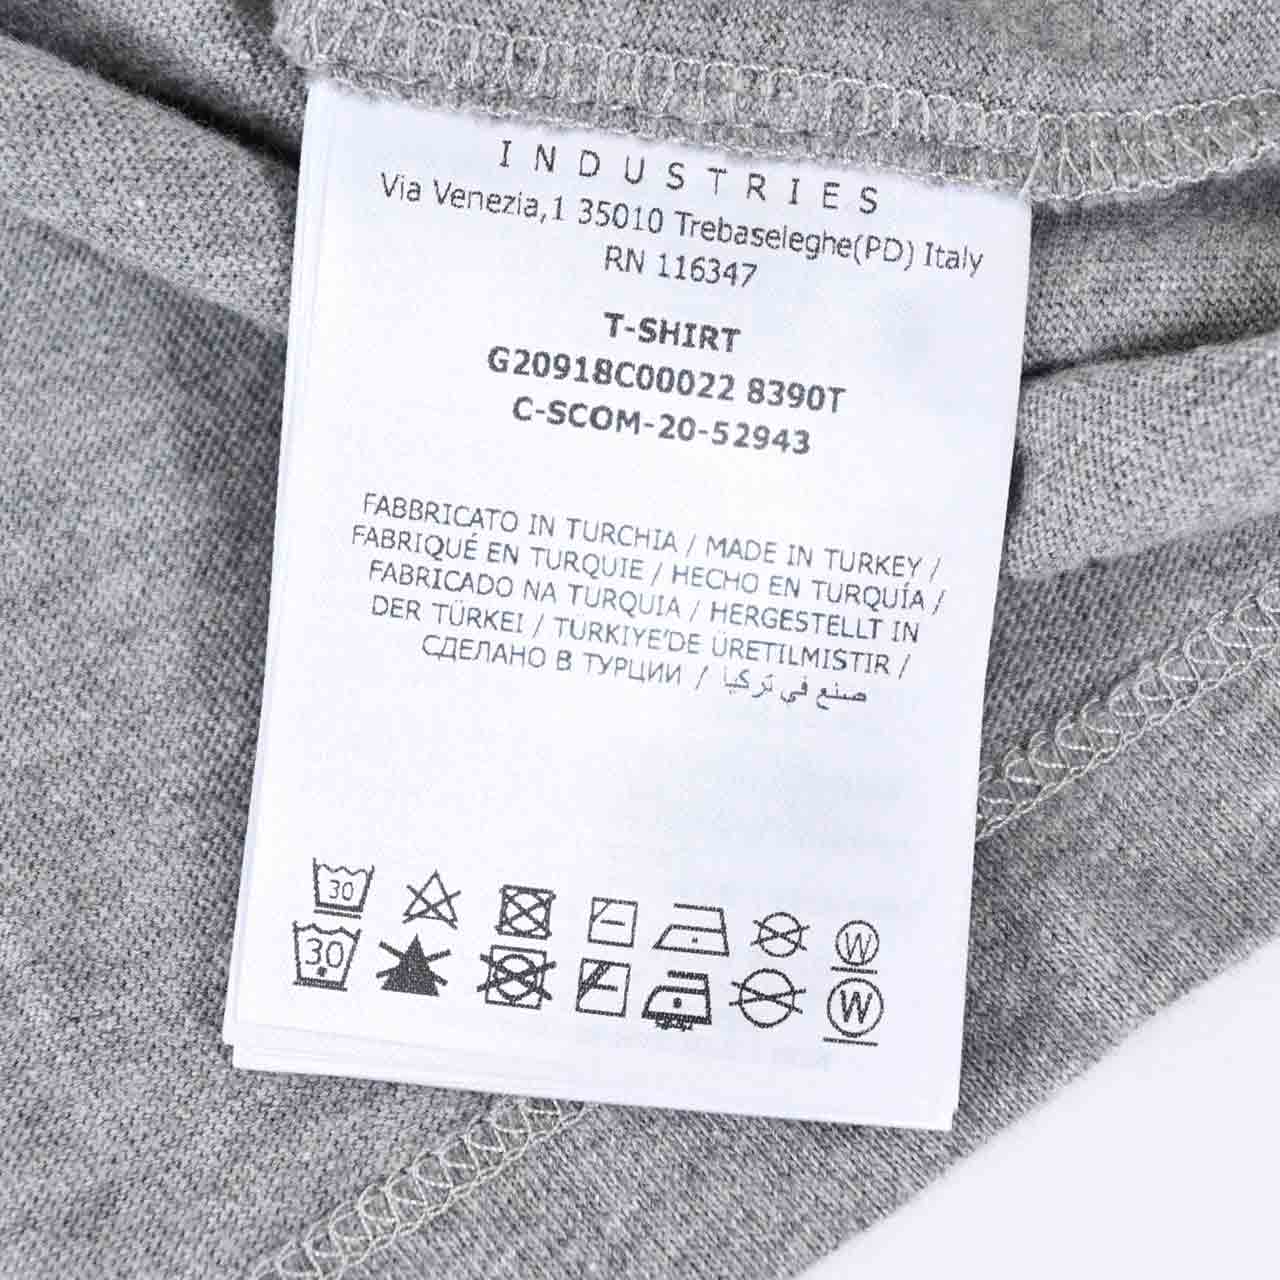 INDUSTRIES
Via Venezia,1 35010 Trebaseleghe(PD) Italy
RN 116347
T-SHIRT
G20918C00022 8390T
C-SCOM-20-52943
FABBRICATO IN TURCHIA / MADE IN TURKEY /
FABRIQUÉ EN TURQUIE / HECHO EN TURQUÍA /
FABRICADO NA TURQUIA / HERGESTELLT IN
DER TÜRKEI / TÜRKIYE'DE ÜRETILMISTIR /
СДЕЛАНО В ТУРЦИИ / صنع في تركيا
30 W
30 W